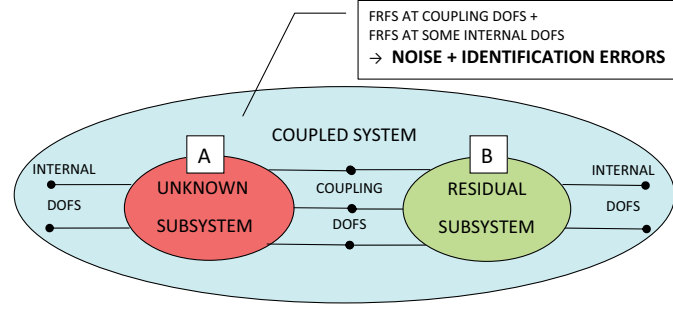 FRFS AT COUPLING DOFS +
FRFS AT SOME INTERNAL DOFS
→ NOISE + IDENTIFICATION ERRORS
COUPLED SYSTEM
A
B
INTERNAL
DOFS
UNKNOWN
SUBSYSTEM
COUPLING
DOFS
RESIDUAL
SUBSYSTEM
INTERNAL
DOFS